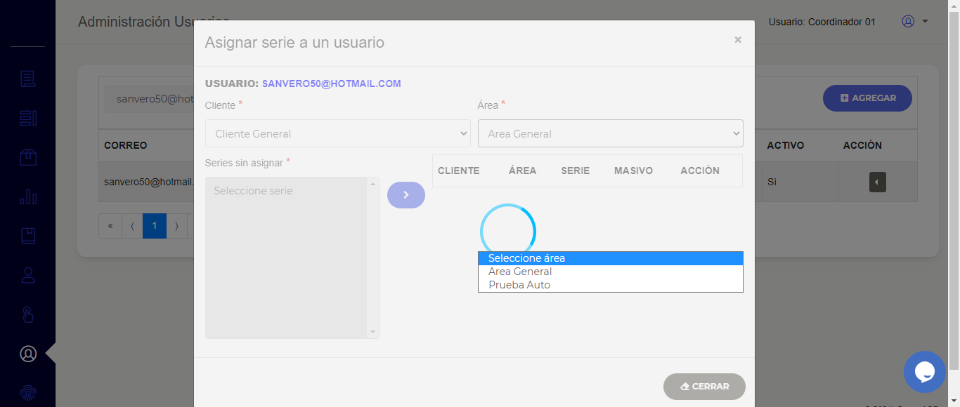 Administración Usuarios
Usuario: Coordinador 01
Asignar serie a un usuario
×
USUARIO: SANVERO50@HOTMAIL.COM
Cliente *
Área *
Cliente General
Area General
sanvero50@hot
AGREGAR
Series sin asignar *
CLIENTE ÁREA SERIE MASIVO ACCIÓN
Seleccione serie
CORREO
ACTIVO
ACCIÓN
sanvero50@hotmail.
Si
« ⟨ 1 ⟩
Seleccione área
Area General
Prueba Auto
CERRAR